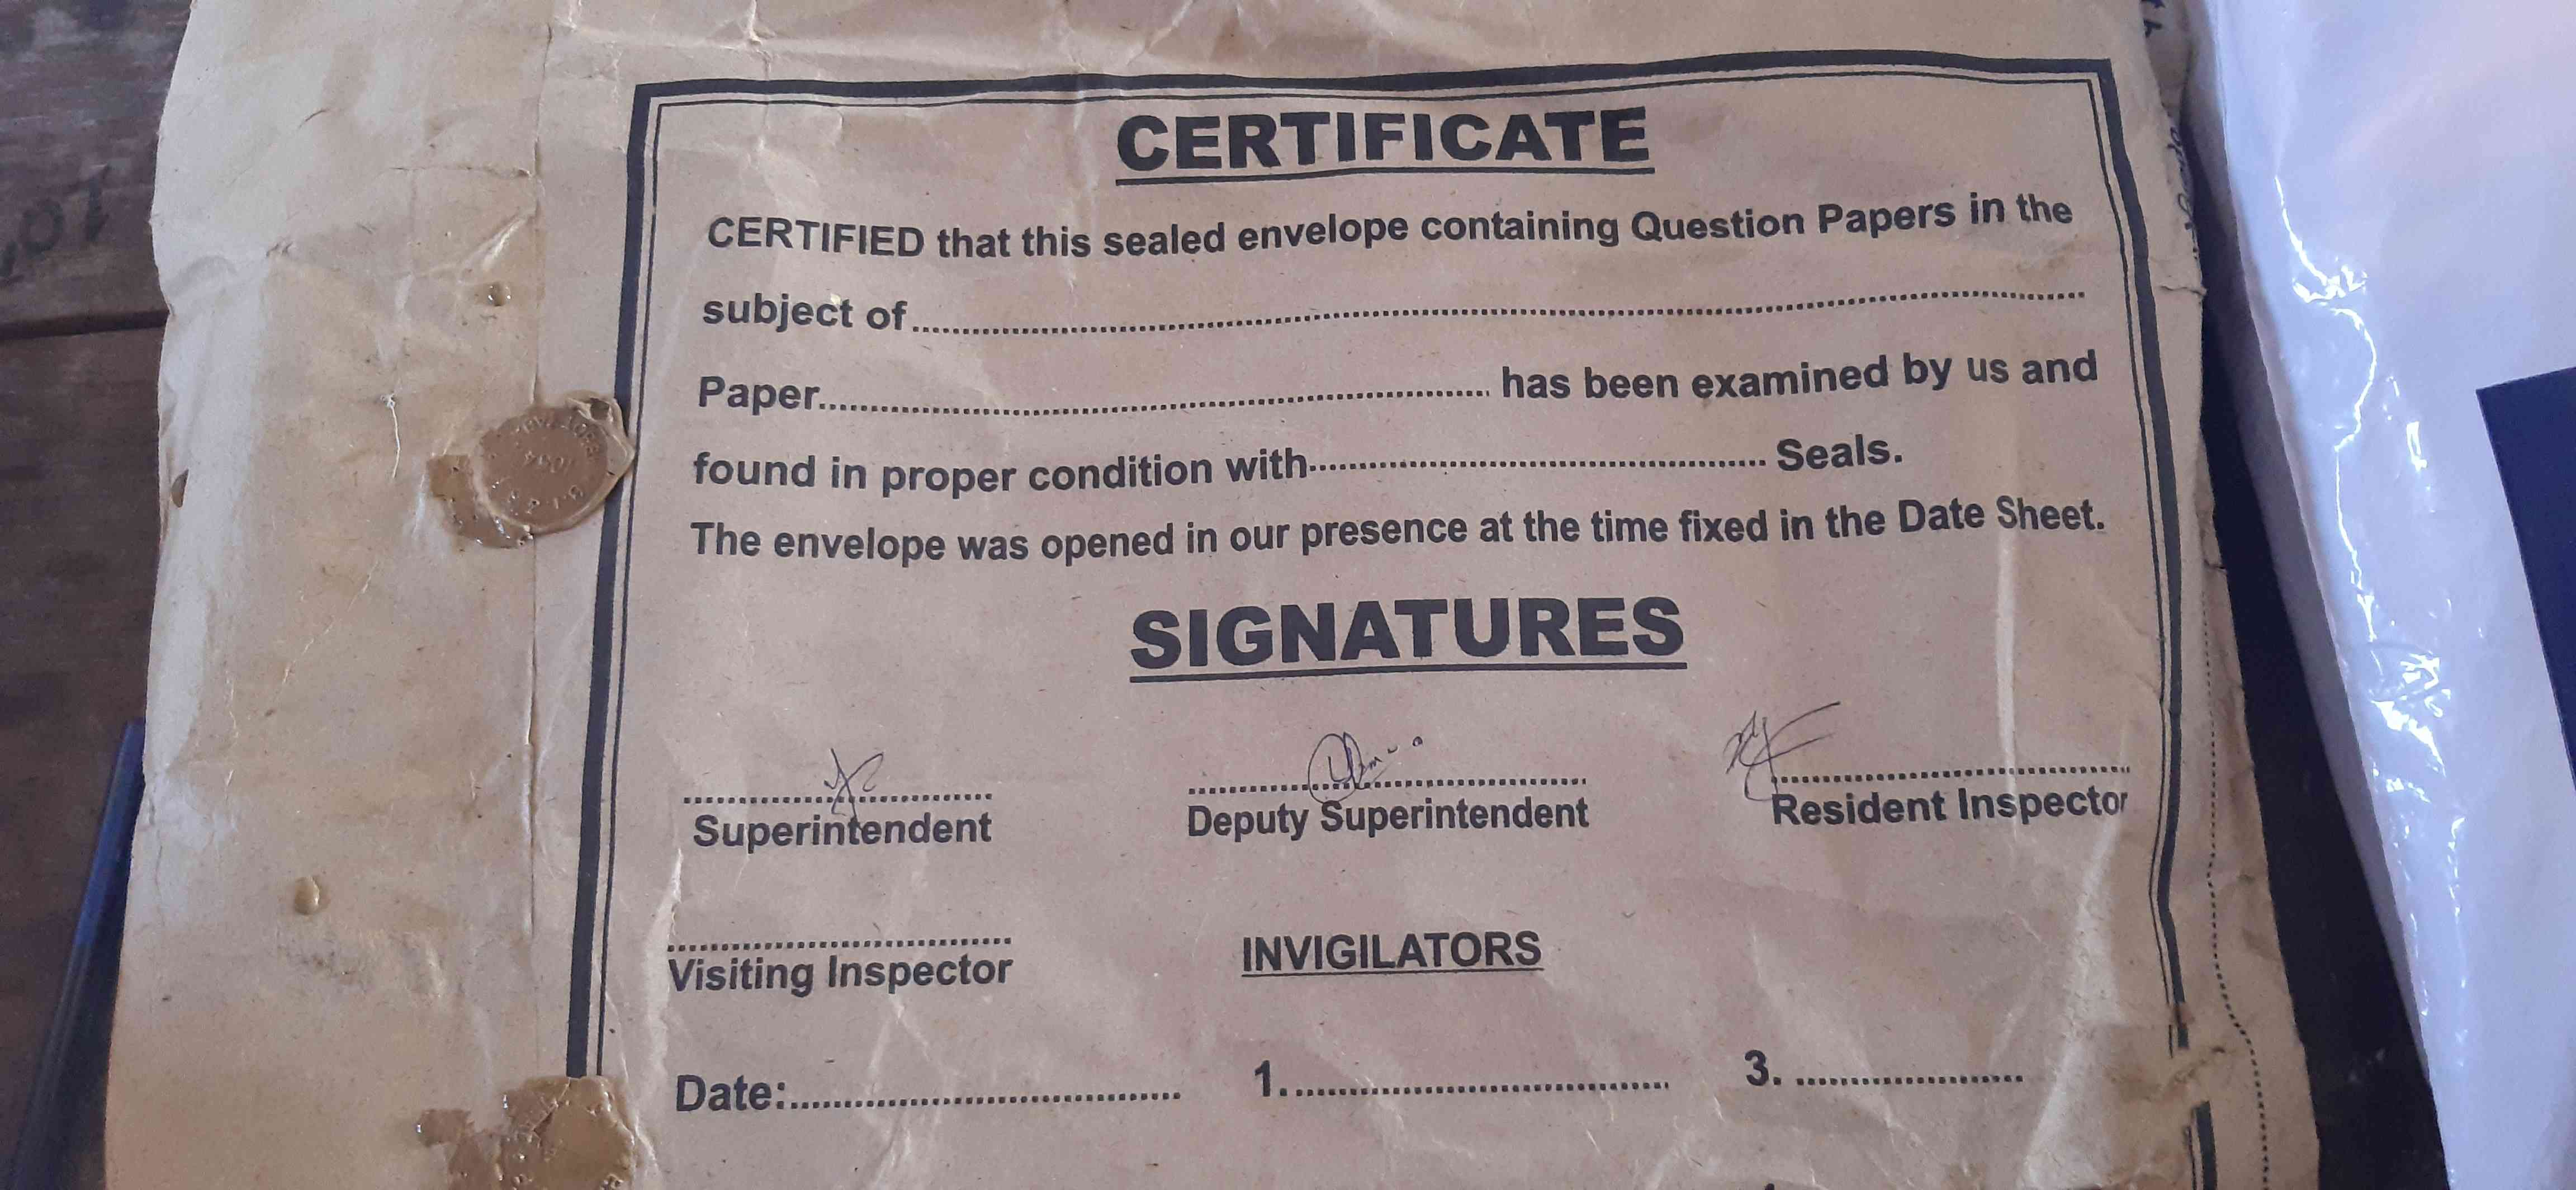 CERTIFICATE
CERTIFIED that this sealed envelope containing Question Papers in the
subject of
Paper has been examined by us and
found in proper condition with Seals.
The envelope was opened in our presence at the time fixed in the Date Sheet.
SIGNATURES
Superintendent Deputy Superintendent Resident Inspector
Visiting Inspector INVIGILATORS
Date: 1. 3.